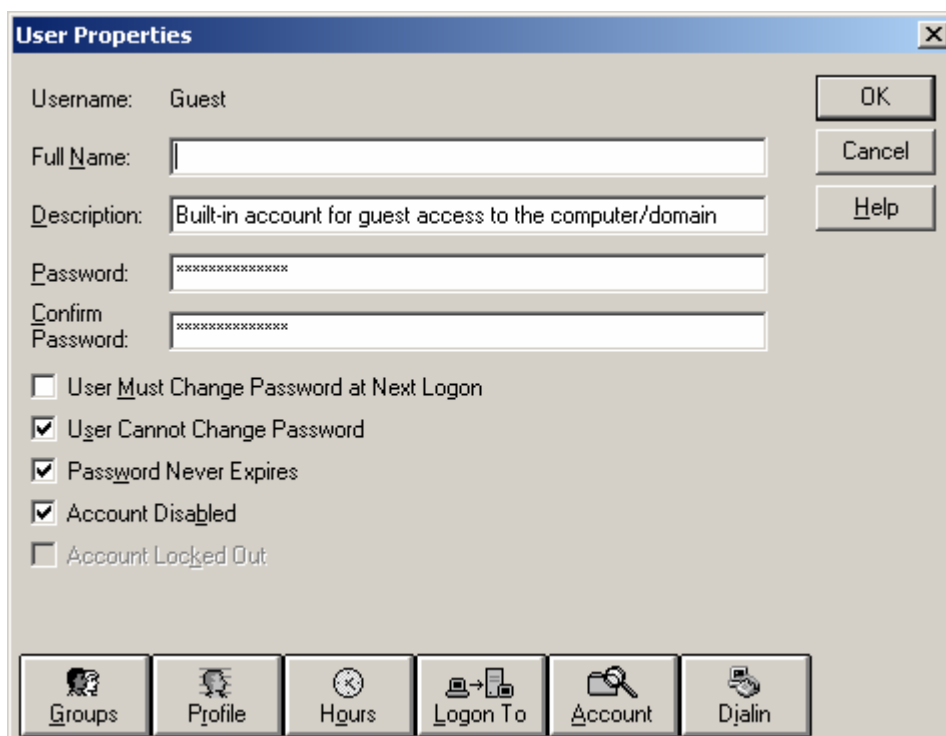 User Properties
Username: Guest
OK
Full Name:
Cancel
Description: Built-in account for guest access to the computer/domain
Help
Password: **************
Confirm
Password: **************
User Must Change Password at Next Logon
User Cannot Change Password
Password Never Expires
Account Disabled
Account Locked Out
Groups Profile Hours Logon To Account Dialin